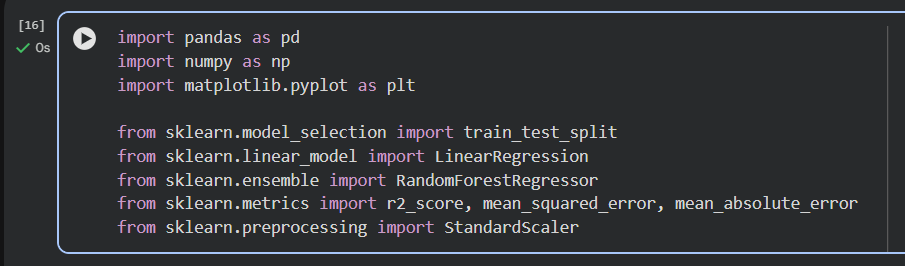 [16]
0s
import pandas as pd
import numpy as np
import matplotlib.pyplot as plt
from sklearn.model_selection import train_test_split
from sklearn.linear_model import LinearRegression
from sklearn.ensemble import RandomForestRegressor
from sklearn.metrics import r2_score, mean_squared_error, mean_absolute_error
from sklearn.preprocessing import StandardScaler